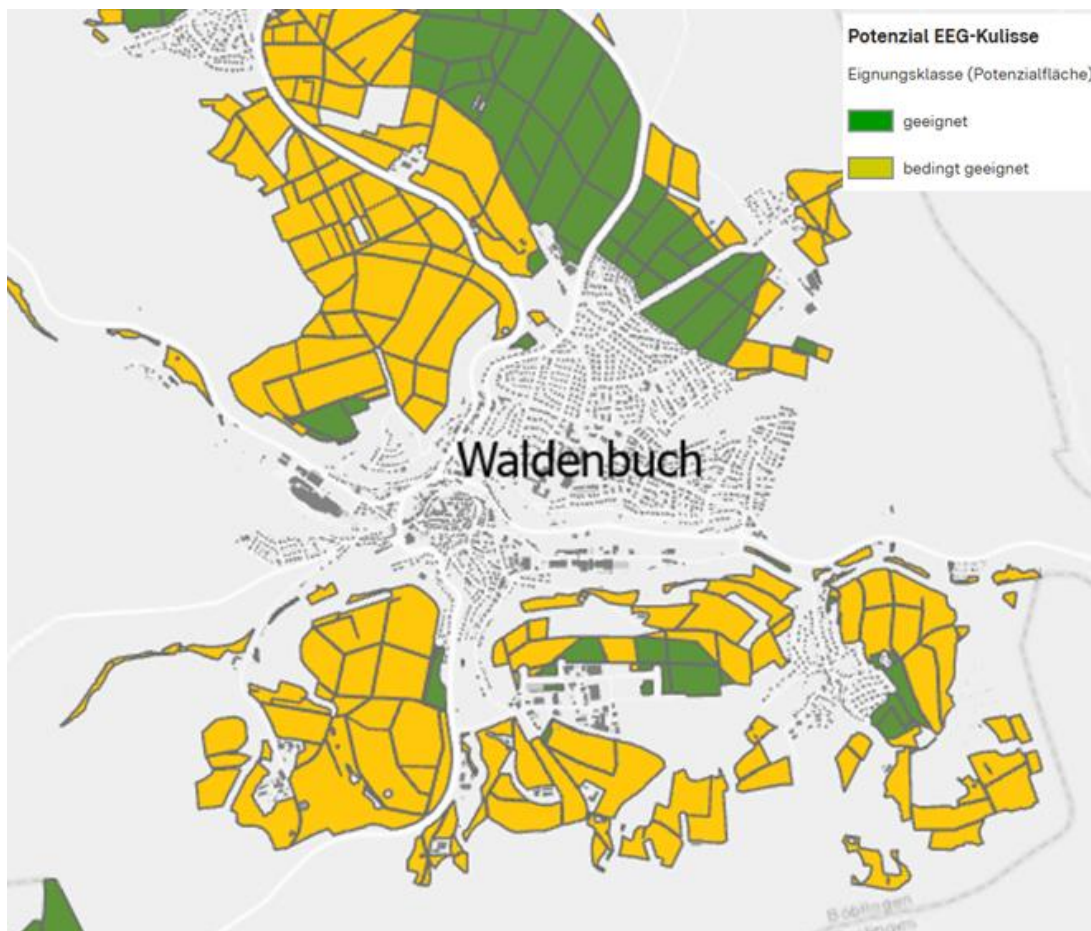 Potenzial EEG-Kulisse
Eignungsklasse (Potenzialfläche)
geeignet
bedingt geeignet
Waldenbuch
Böblingen